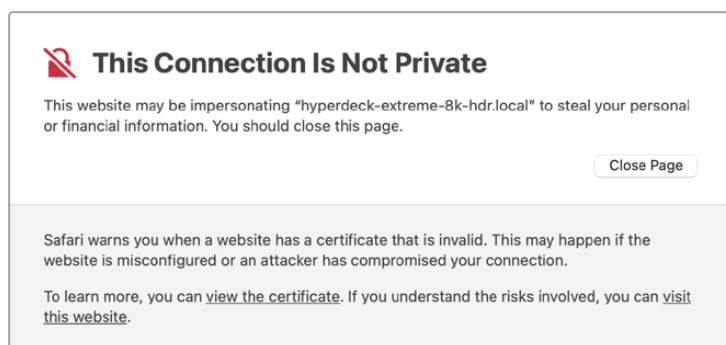 This Connection Is Not Private
This website may be impersonating “hyperdeck-extreme-8k-hdr.local” to steal your personal
or financial information. You should close this page.
Close Page
Safari warns you when a website has a certificate that is invalid. This may happen if the
website is misconfigured or an attacker has compromised your connection.
To learn more, you can view the certificate. If you understand the risks involved, you can visit
this website.